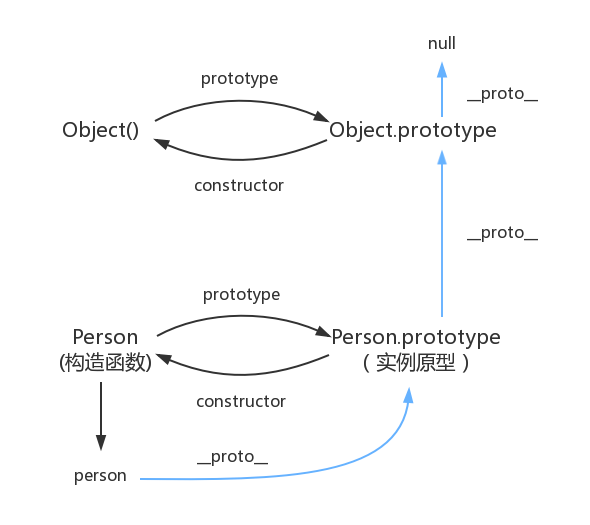 null
prototype
__proto__
Object()
Object.prototype
constructor
__proto__
prototype
Person
(构造函数)
Person.prototype
( 实例原型 )
constructor
__proto__
person